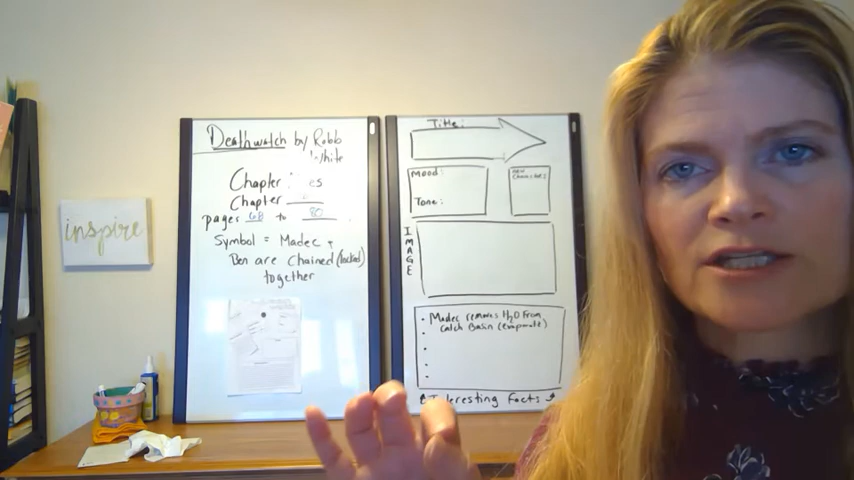 inspire
Deathwatch by Robb
White
Chapter
Chapter
pages 68 to 80
Symbol = Madec +
Ben are chained (locked)
together
Title:
Mood:
Tone:
New
Characters
IMAGE
• Madec removes H2O from
Catch Basin (evaporate)
Interesting Facts